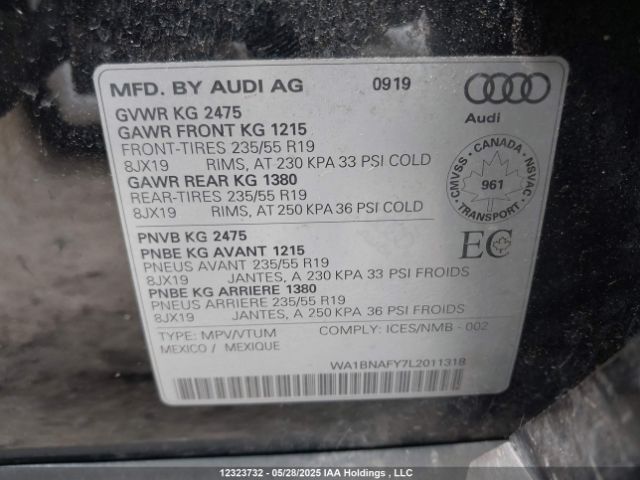 MFD. BY AUDI AG 0919
Audi
GVWR KG 2475
GAWR FRONT KG 1215
FRONT-TIRES 235/55 R19
8JX19 RIMS, AT 230 KPA 33 PSI COLD
GAWR REAR KG 1380
REAR-TIRES 235/55 R19
8JX19 RIMS, AT 250 KPA 36 PSI COLD
CMVSS - CANADA - NSVAC
961
TRANSPORT
PNVB KG 2475
PNBE KG AVANT 1215
PNEUS AVANT 235/55 R19
8JX19 JANTES, A 230 KPA 33 PSI FROIDS
PNBE KG ARRIERE 1380
PNEUS ARRIERE 235/55 R19
8JX19 JANTES, A 250 KPA 36 PSI FROIDS
EC
TYPE: MPV/VTUM COMPLY: ICES/NMB - 002
MEXICO / MEXIQUE
WA1BNAFY7L2011318
12323732 - 05/28/2025 IAA Holdings , LLC